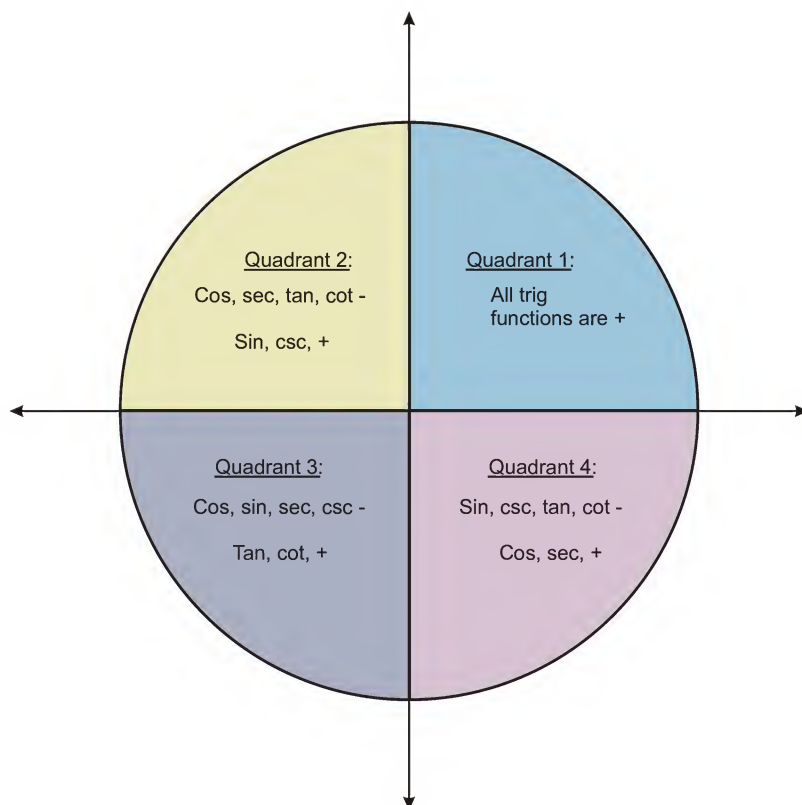 Quadrant 2:
Cos, sec, tan, cot -
Sin, csc, +
Quadrant 1:
All trig
functions are +
Quadrant 3:
Cos, sin, sec, csc -
Tan, cot, +
Quadrant 4:
Sin, csc, tan, cot -
Cos, sec, +